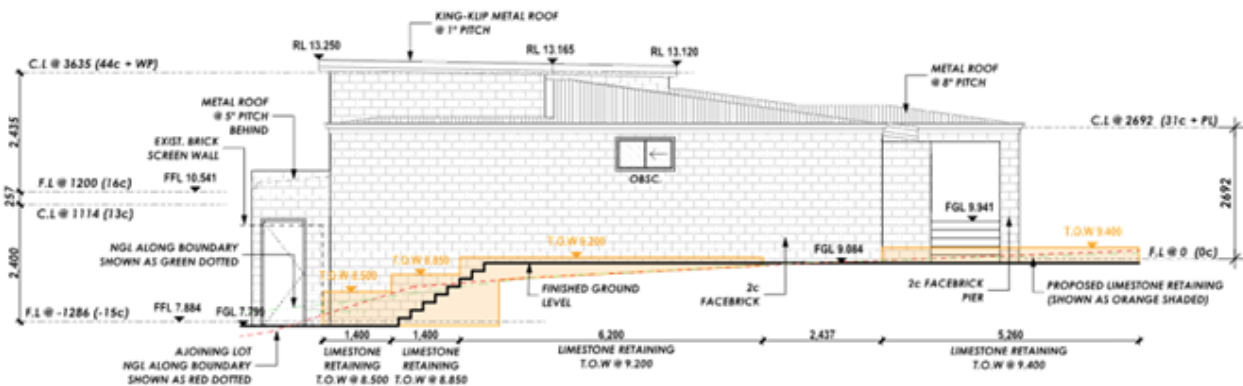 KING-KLIP METAL ROOF
@ 1° PITCH
RL 13.250
RL 13.165
RL 13.120
C.L @ 3635 (44c + WP)
METAL ROOF
@ 5° PITCH
BEHIND
METAL ROOF
@ 8° PITCH
C.L @ 2692 (31c + PL)
EXIST. BRICK
SCREEN WALL
2,435
F.L @ 1200 (16c)
FFL 10.541
257
C.L @ 1114 (13c)
OBSC.
2692
FGL 9.941
NGL ALONG BOUNDARY
SHOWN AS GREEN DOTTED
T.O.W 9.200
T.O.W 9.400
T.O.W 8.850
T.O.W 8.500
FGL 9.084
F.L @ 0 (0c)
2,400
FINISHED GROUND
LEVEL
2c
FACEBRICK
2c FACEBRICK
PIER
PROPOSED LIMESTONE RETAINING
(SHOWN AS ORANGE SHADED)
F.L @ -1286 (-15c)
FFL 7.884
FGL 7.799
1,400
1,400
6,200
2,437
5,260
AJOINING LOT
NGL ALONG BOUNDARY
SHOWN AS RED DOTTED
LIMESTONE
RETAINING
T.O.W @ 8.500
LIMESTONE
RETAINING
T.O.W @ 8.850
LIMESTONE RETAINING
T.O.W @ 9.200
LIMESTONE RETAINING
T.O.W @ 9.400